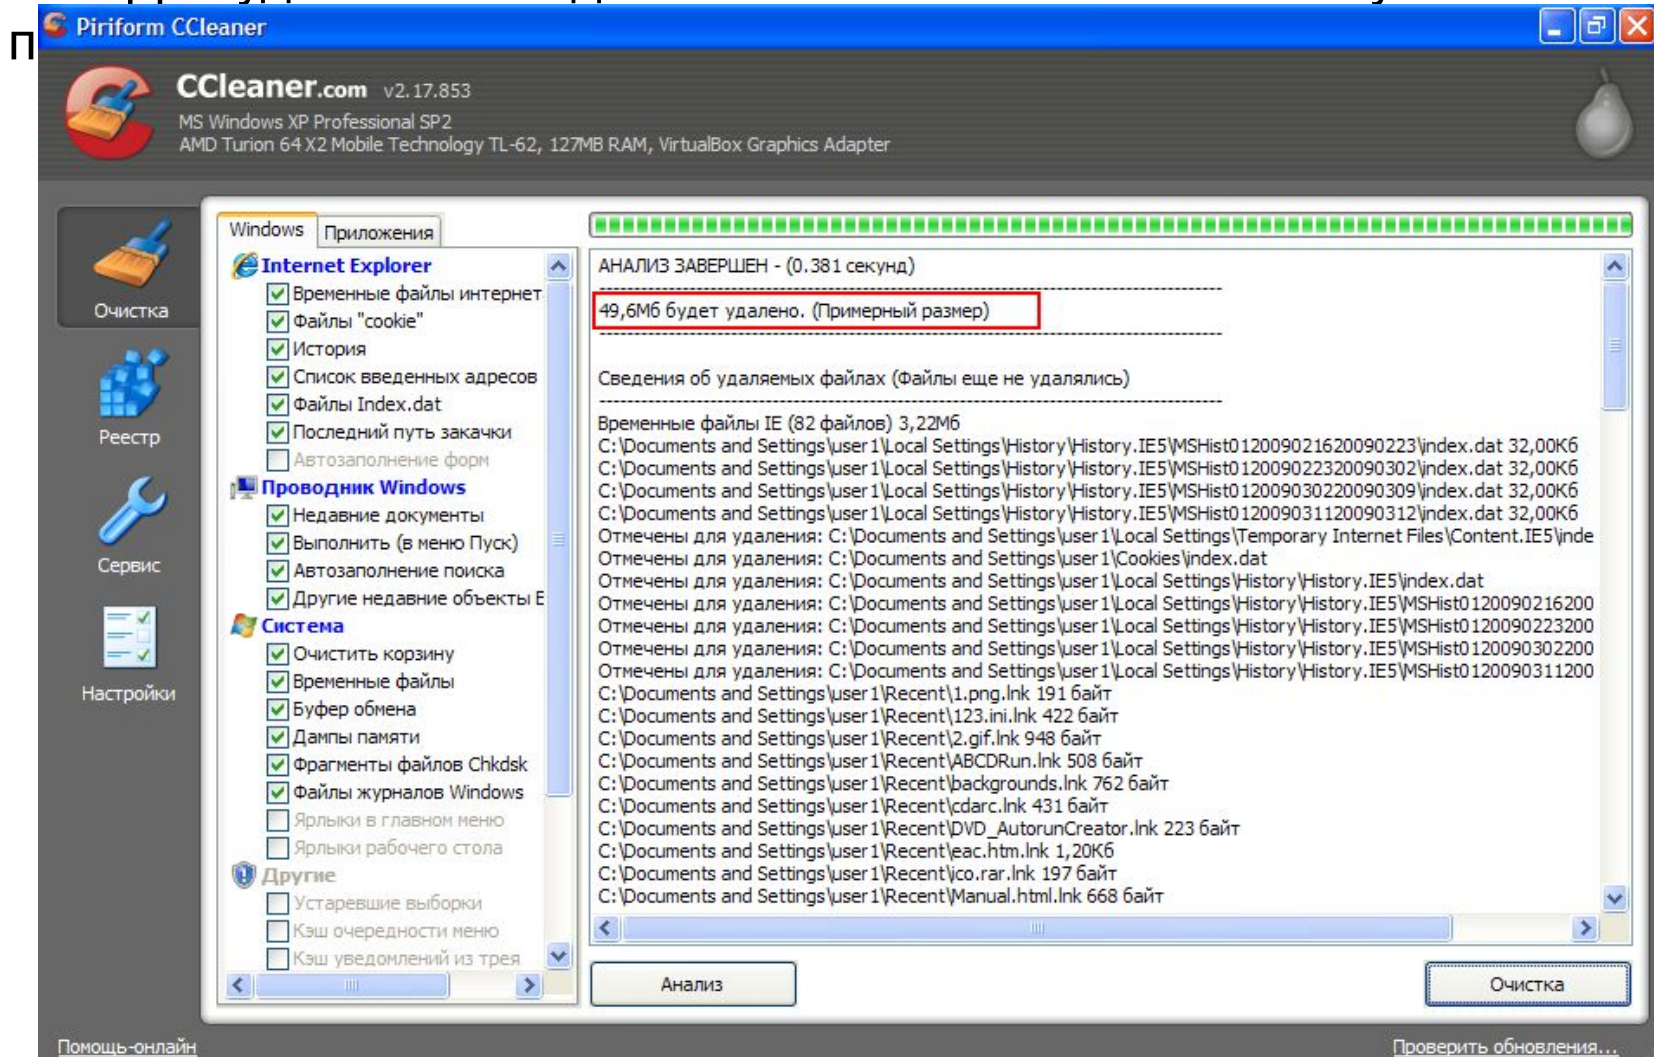 п
Piriform CCleaner
CCleaner.com v2.17.853
MS Windows XP Professional SP2
AMD Turion 64 X2 Mobile Technology TL-62, 127MB RAM, VirtualBox Graphics Adapter
Очистка
Реестр
Сервис
Настройки
Windows
Приложения
Internet Explorer
Временные файлы интернет
Файлы "cookie"
История
Список введенных адресов
Файлы Index.dat
Последний путь закачки
Автозаполнение форм
Проводник Windows
Недавние документы
Выполнить (в меню Пуск)
Автозаполнение поиска
Другие недавние объекты
Система
Очистить корзину
Временные файлы
Буфер обмена
Дампы памяти
Фрагменты файлов Chkdsk
Файлы журналов Windows
Ярлыки в главном меню
Ярлыки рабочего стола
Другие
Устаревшие выборки
Кэш очередности меню
Кэш уведомлений из трея
АНАЛИЗ ЗАВЕРШЕН - (0.381 секунд)
49,6Мб будет удалено. (Примерный размер)
Сведения об удаляемых файлах (Файлы еще не удалялись)
Временные файлы IE (82 файлов) 3,22Мб
C:\Documents and Settings\user1\Local Settings\History\History.IE5\MSHist012009021620090223\index.dat 32,00Кб
C:\Documents and Settings\user1\Local Settings\History\History.IE5\MSHist012009022320090302\index.dat 32,00Кб
C:\Documents and Settings\user1\Local Settings\History\History.IE5\MSHist012009030220090309\index.dat 32,00Кб
C:\Documents and Settings\user1\Local Settings\History\History.IE5\MSHist012009031120090312\index.dat 32,00Кб
Отмечены для удаления: C:\Documents and Settings\user1\Local Settings\Temporary Internet Files\Content.IE5\inde
Отмечены для удаления: C:\Documents and Settings\user1\Cookies\index.dat
Отмечены для удаления: C:\Documents and Settings\user1\Local Settings\History\History.IE5\index.dat
Отмечены для удаления: C:\Documents and Settings\user1\Local Settings\History\History.IE5\MSHist0120090216200
Отмечены для удаления: C:\Documents and Settings\user1\Local Settings\History\History.IE5\MSHist0120090223200
Отмечены для удаления: C:\Documents and Settings\user1\Local Settings\History\History.IE5\MSHist0120090302200
Отмечены для удаления: C:\Documents and Settings\user1\Local Settings\History\History.IE5\MSHist0120090311200
C:\Documents and Settings\user1\Recent\1.png.lnk 191 байт
C:\Documents and Settings\user1\Recent\123.ini.lnk 422 байт
C:\Documents and Settings\user1\Recent\2.gif.lnk 948 байт
C:\Documents and Settings\user1\Recent\ABCDRun.lnk 508 байт
C:\Documents and Settings\user1\Recent\backgrounds.lnk 762 байт
C:\Documents and Settings\user1\Recent\cdarc.lnk 431 байт
C:\Documents and Settings\user1\Recent\DVD_AutorunCreator.lnk 223 байт
C:\Documents and Settings\user1\Recent\eac.htm.lnk 1,20Кб
C:\Documents and Settings\user1\Recent\ico.rar.lnk 197 байт
C:\Documents and Settings\user1\Recent\Manual.html.lnk 668 байт
Анализ
Очистка
Помощь-онлайн
Проверить обновления...